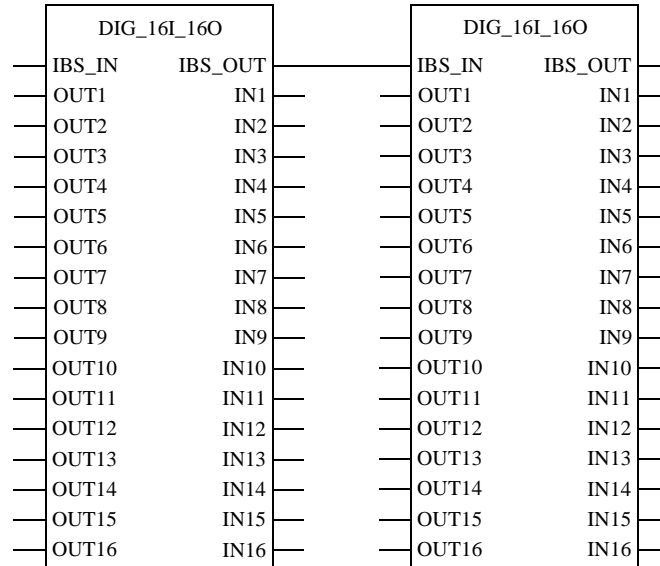 DIG_16I_16O DIG_16I_16O
IBS_IN IBS_OUT IBS_IN IBS_OUT
OUT1 IN1 OUT1 IN1
OUT2 IN2 OUT2 IN2
OUT3 IN3 OUT3 IN3
OUT4 IN4 OUT4 IN4
OUT5 IN5 OUT5 IN5
OUT6 IN6 OUT6 IN6
OUT7 IN7 OUT7 IN7
OUT8 IN8 OUT8 IN8
OUT9 IN9 OUT9 IN9
OUT10 IN10 OUT10 IN10
OUT11 IN11 OUT11 IN11
OUT12 IN12 OUT12 IN12
OUT13 IN13 OUT13 IN13
OUT14 IN14 OUT14 IN14
OUT15 IN15 OUT15 IN15
OUT16 IN16 OUT16 IN16